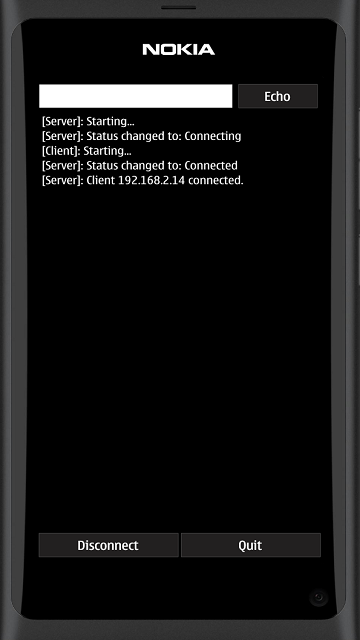 NOKIA
Echo
[Server]: Starting...
[Server]: Status changed to: Connecting
[Client]: Starting...
[Server]: Status changed to: Connected
[Server]: Client 192.168.2.14 connected.
Disconnect Quit